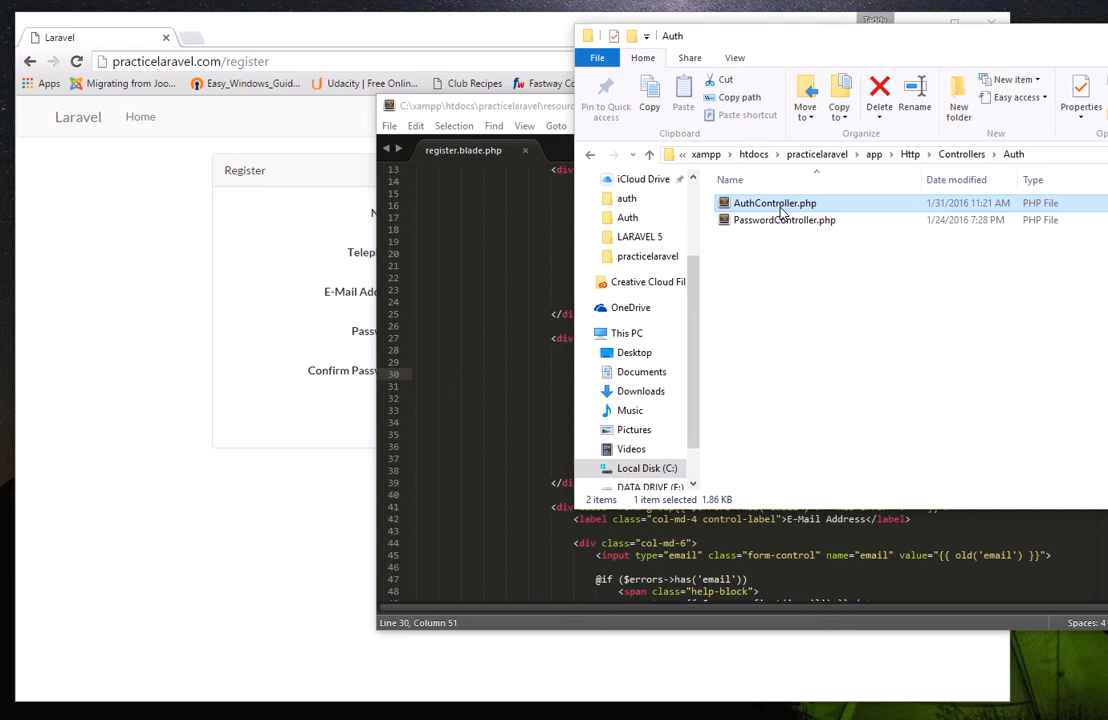 Teddy
Laravel
practicelaravel.com/register
Apps
Migrating from Joo...
Easy_Windows_Guid...
Udacity | Free Onlin...
Club Recipes
Fastway Co
Laravel
Home
Register
Telep
E-Mail Add
Passw
Confirm Passw
C:\xampp\htdocs\practicelaravel\resourc
File
Edit
Selection
Find
View
Goto
register.blade.php
13 <div
14
15
16
17
18
19
20
21
22
23
24
25 </di
26
27 <div
28
29
30
31
32
33
34
35
36
37
38
39 </di
40
41
42 <label class="col-md-4 control-label">E-Mail Address</label>
43
44 <div class="col-md-6">
45 <input type="email" class="form-control" name="email" value="{{ old('email') }}">
46
47 @if ($errors->has('email'))
48 <span class="help-block">
Line 30, Column 51
Spaces: 4
Auth
File
Home
Share
View
Pin to Quick
access
Copy
Paste
Cut
Copy path
Paste shortcut
Clipboard
Move
to
Copy
to
Delete
Rename
Organize
New
folder
New item
Easy access
New
Properties
« xampp
htdocs
practicelaravel
app
Http
Controllers
Auth
iCloud Drive
auth
Auth
LARAVEL 5
practicelaravel
Creative Cloud Fil
OneDrive
This PC
Desktop
Documents
Downloads
Music
Pictures
Videos
Local Disk (C:)
DATA DRIVE (E:)
Name
Date modified
Type
AuthController.php
1/31/2016 11:21 AM
PHP File
PasswordController.php
1/24/2016 7:28 PM
PHP File
2 items
1 item selected 1.86 KB